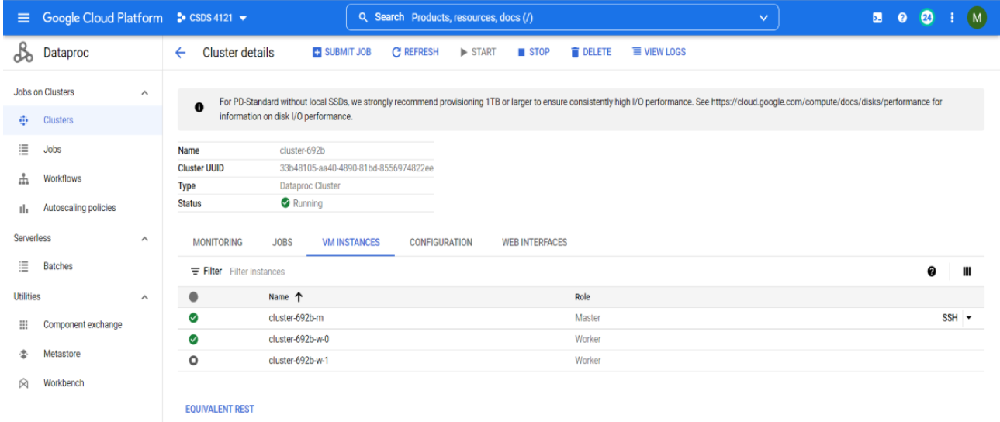 Google Cloud Platform CSDS 4121 Search Products, resources, docs (/) 24 M
Dataproc Cluster details SUBMIT JOB REFRESH START STOP DELETE VIEW LOGS
Jobs on Clusters
Clusters
Jobs
Workflows
Autoscaling policies
Serverless
Batches
Utilities
Component exchange
Metastore
Workbench
For PD-Standard without local SSDs, we strongly recommend provisioning 1TB or larger to ensure consistently high I/O performance. See https://cloud.google.com/compute/docs/disks/performance for
information on disk I/O performance.
Name cluster-692b
Cluster UUID 33b48105-aa40-4890-81bd-8556974822ee
Type Dataproc Cluster
Status Running
MONITORING JOBS VM INSTANCES CONFIGURATION WEB INTERFACES
Filter Filter instances
Name Role
cluster-692b-m Master SSH
cluster-692b-w-0 Worker
cluster-692b-w-1 Worker
EQUIVALENT REST